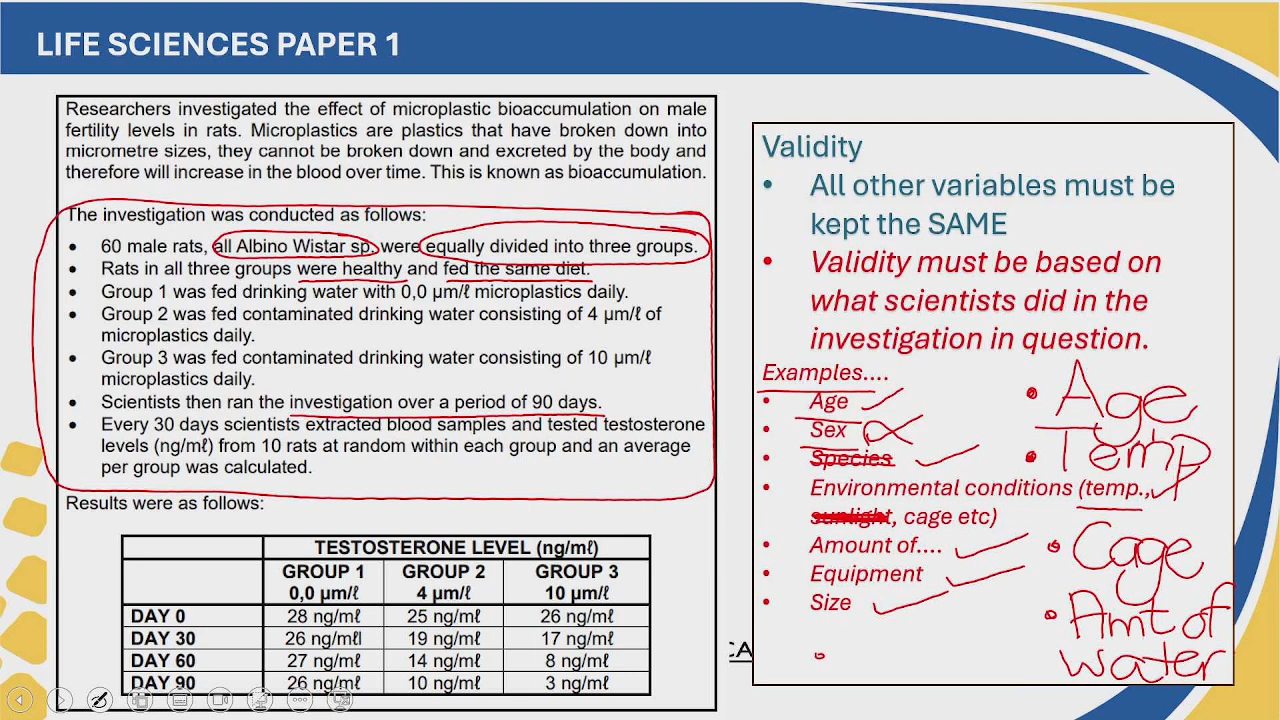 LIFE SCIENCES PAPER 1
Researchers investigated the effect of microplastic bioaccumulation on male
fertility levels in rats. Microplastics are plastics that have broken down into
micrometre sizes, they cannot be broken down and excreted by the body and
therefore will increase in the blood over time. This is known as bioaccumulation.
The investigation was conducted as follows:
• 60 male rats, all Albino Wistar sp. were equally divided into three groups.
• Rats in all three groups were healthy and fed the same diet.
• Group 1 was fed drinking water with 0,0 µm/ℓ microplastics daily.
• Group 2 was fed contaminated drinking water consisting of 4 µm/ℓ of
microplastics daily.
• Group 3 was fed contaminated drinking water consisting of 10 µm/ℓ
microplastics daily.
• Scientists then ran the investigation over a period of 90 days.
• Every 30 days scientists extracted blood samples and tested testosterone
levels (ng/mℓ) from 10 rats at random within each group and an average
per group was calculated.
Results were as follows:
TESTOSTERONE LEVEL (ng/mℓ)
GROUP 1 GROUP 2 GROUP 3
0,0 µm/ℓ 4 µm/ℓ 10 µm/ℓ
DAY 0 28 ng/mℓ 25 ng/mℓ 26 ng/mℓ
DAY 30 26 ng/mℓl 19 ng/mℓ 17 ng/mℓ
DAY 60 27 ng/mℓ 14 ng/mℓ 8 ng/mℓ
DAY 90 26 ng/mℓ 10 ng/mℓ 3 ng/mℓ
Validity
• All other variables must be
kept the SAME
• Validity must be based on
what scientists did in the
investigation in question.
Examples....
• Age
• Sex
• Species
• Environmental conditions (temp.,
sunlight, cage etc)
• Amount of....
• Equipment
• Size
• Age
• Temp
• Cage
• Amt of
water
CA